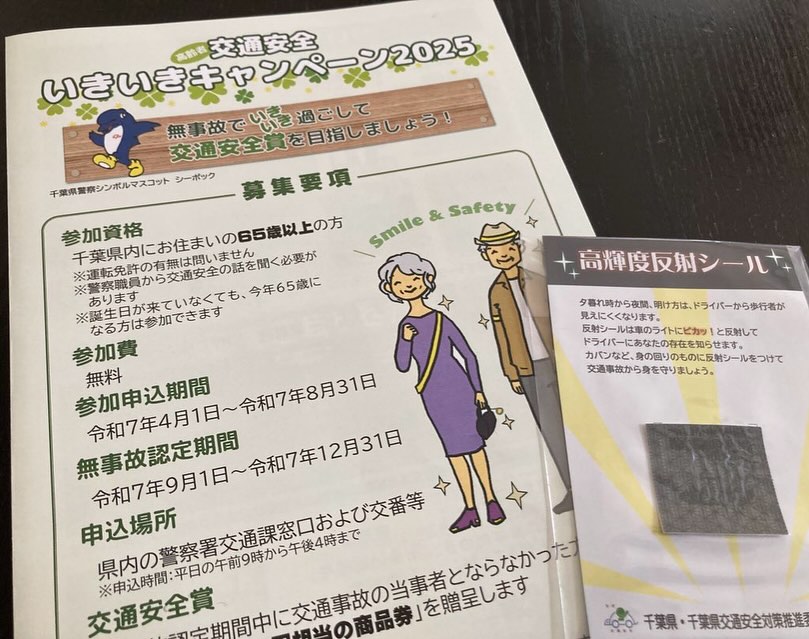 高齢者 交通安全
いきいきキャンペーン2025
無事故でいきいき過ごして
交通安全賞を目指しましょう！
千葉県警察シンボルマスコット シーポック
募集要項
参加資格
千葉県内にお住まいの65歳以上の方
※運転免許の有無は問いません
※警察職員から交通安全の話を聞く必要が
あります
※誕生日が来ていなくても、今年65歳に
なる方は参加できます
参加費
無料
参加申込期間
令和7年4月1日～令和7年8月31日
無事故認定期間
令和7年9月1日～令和7年12月31日
申込場所
県内の警察署交通課窓口および交番等
※申込時間：平日の午前9時から午後4時まで
交通安全賞
認定期間中に交通事故の当事者とならなかった
相当の商品券」を贈呈します
Smile & Safety
高輝度反射シール
夕暮れ時から夜間、明け方は、ドライバーから歩行者が
見えにくくなります。
反射シールは車のライトにピカッ！と反射して
ドライバーにあなたの存在を知らせます。
カバンなど、身の回りのものに反射シールをつけて
交通事故から身を守りましょう。
千葉県・千葉県交通安全対策推進委